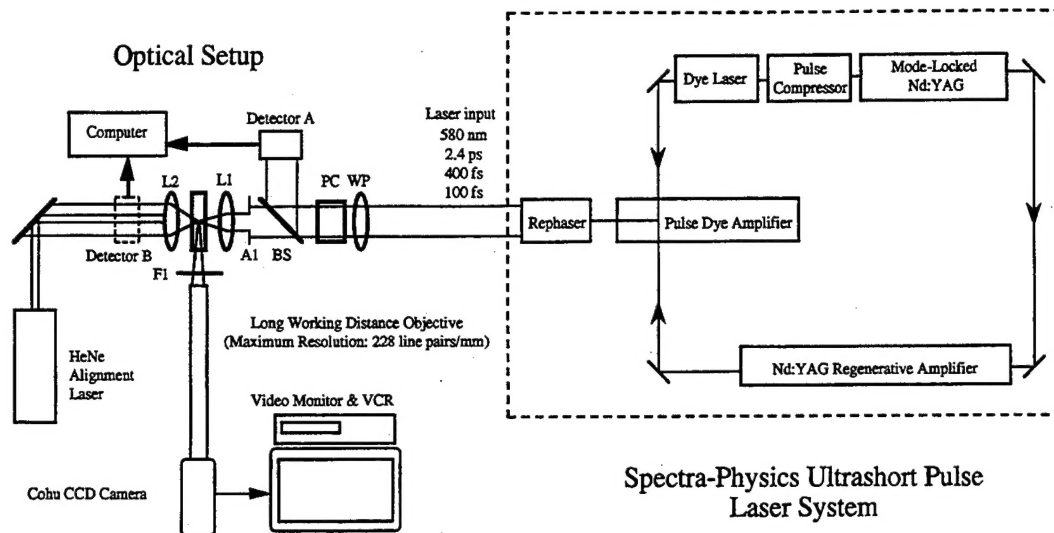 Optical Setup
Computer
Detector A
Laser input
580 nm
2.4 ps
400 fs
100 fs
L2
L1
PC
WP
Detector B
A1
BS
F1
HeNe
Alignment
Laser
Long Working Distance Objective
(Maximum Resolution: 228 line pairs/mm)
Video Monitor & VCR
Cohu CCD Camera
Dye Laser
Pulse
Compressor
Mode-Locked
Nd:YAG
Rephaser
Pulse Dye Amplifier
Nd:YAG Regenerative Amplifier
Spectra-Physics Ultrashort Pulse
Laser System